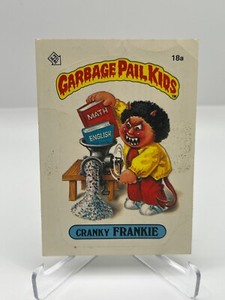 18a
GARBAGE PAIL KIDS
MATH
ENGLISH
CRANKY FRANKIE